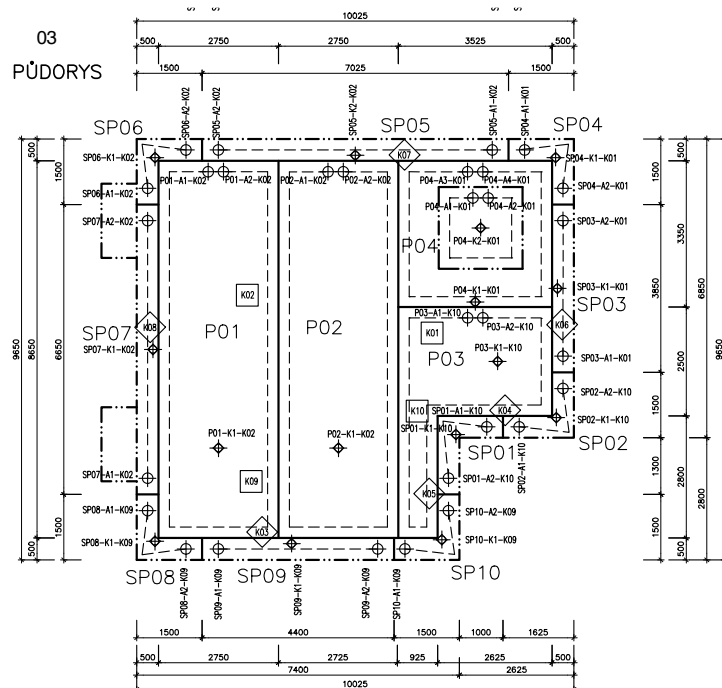 10025
03
500 2750 2750 3525 500
PŮDORYS
1500 7025 1500
SP06-A2-K02
SP05-A2-K02
SP05-K2-K02
SP05-A1-K02
SP04-A1-K01
SP06
SP05
SP04
SP06-K1-K02
K07
SP04-K1-K01
P01-A1-K02
P01-A2-K02
P02-A1-K02
P02-A2-K02
P04-A3-K01
P04-A4-K01
SP06-A1-K02
SP04-A2-K01
P04-A1-K01
P04-A2-K01
SP07-A2-K02
SP03-A2-K01
P04-K2-K01
P04
500
1500
500
1500
K02
P04-K1-K01
SP03-K1-K01
SP03
SP07
K08
P01
P02
P03-A1-K10
P03-A2-K10
K01
K06
SP07-K1-K02
P03
P03-K1-K10
SP03-A1-K01
9650
8650
6650
3350
3850
6850
2500
9650
SP02-A2-K10
K10
SP01-A1-K10
K04
SP02-K1-K10
SP01-K1-K10
P01-K1-K02
P02-K1-K02
SP01
SP02
SP02-A1-K10
1500
1300
2800
2800
SP07-A1-K02
K09
SP01-A2-K10
K05
SP08-A1-K09
SP10-A2-K09
K03
SP08-K1-K09
SP10-K1-K09
1500
500
1500
500
SP08
SP09
SP10
SP08-A2-K09
SP09-A1-K09
SP09-K1-K09
SP09-A2-K09
SP10-A1-K09
1500 4400 1500 1000 1625
500 2750 2725 925 2625 500
7400 2625
10025